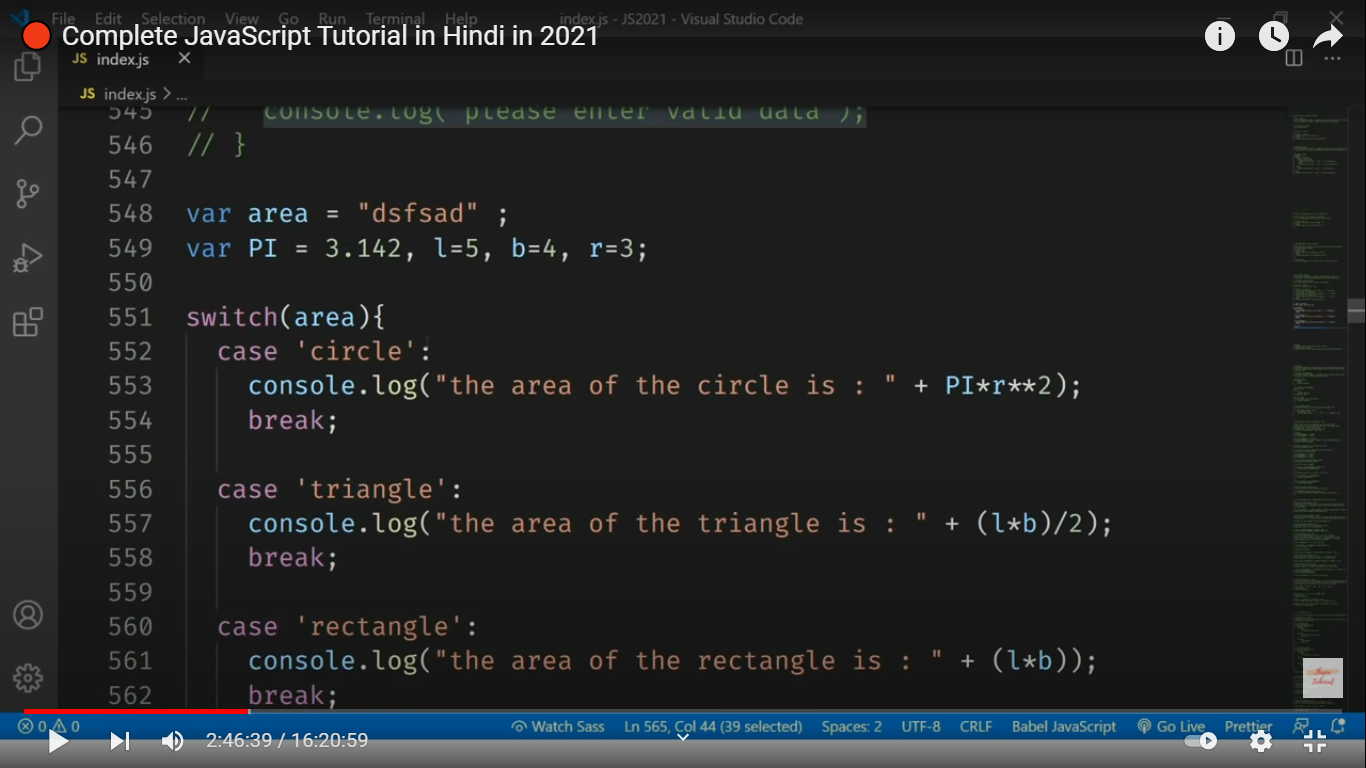 File Edit Selection View Go Run Terminal Help index.js - JS2021 - Visual Studio Code
Complete JavaScript Tutorial in Hindi in 2021
JS index.js
JS index.js > ...
545 // console.log( please enter valid data );
546 // }
547
548 var area = "dsfsad" ;
549 var PI = 3.142, l=5, b=4, r=3;
550
551 switch(area){
552 case 'circle':
553 console.log("the area of the circle is : " + PI*r**2);
554 break;
555
556 case 'triangle':
557 console.log("the area of the triangle is : " + (l*b)/2);
558 break;
559
560 case 'rectangle':
561 console.log("the area of the rectangle is : " + (l*b));
562 break;
0 0 Watch Sass Ln 565, Col 44 (39 selected) Spaces: 2 UTF-8 CRLF Babel JavaScript Go Live Prettier
2:46:39 / 16:20:59